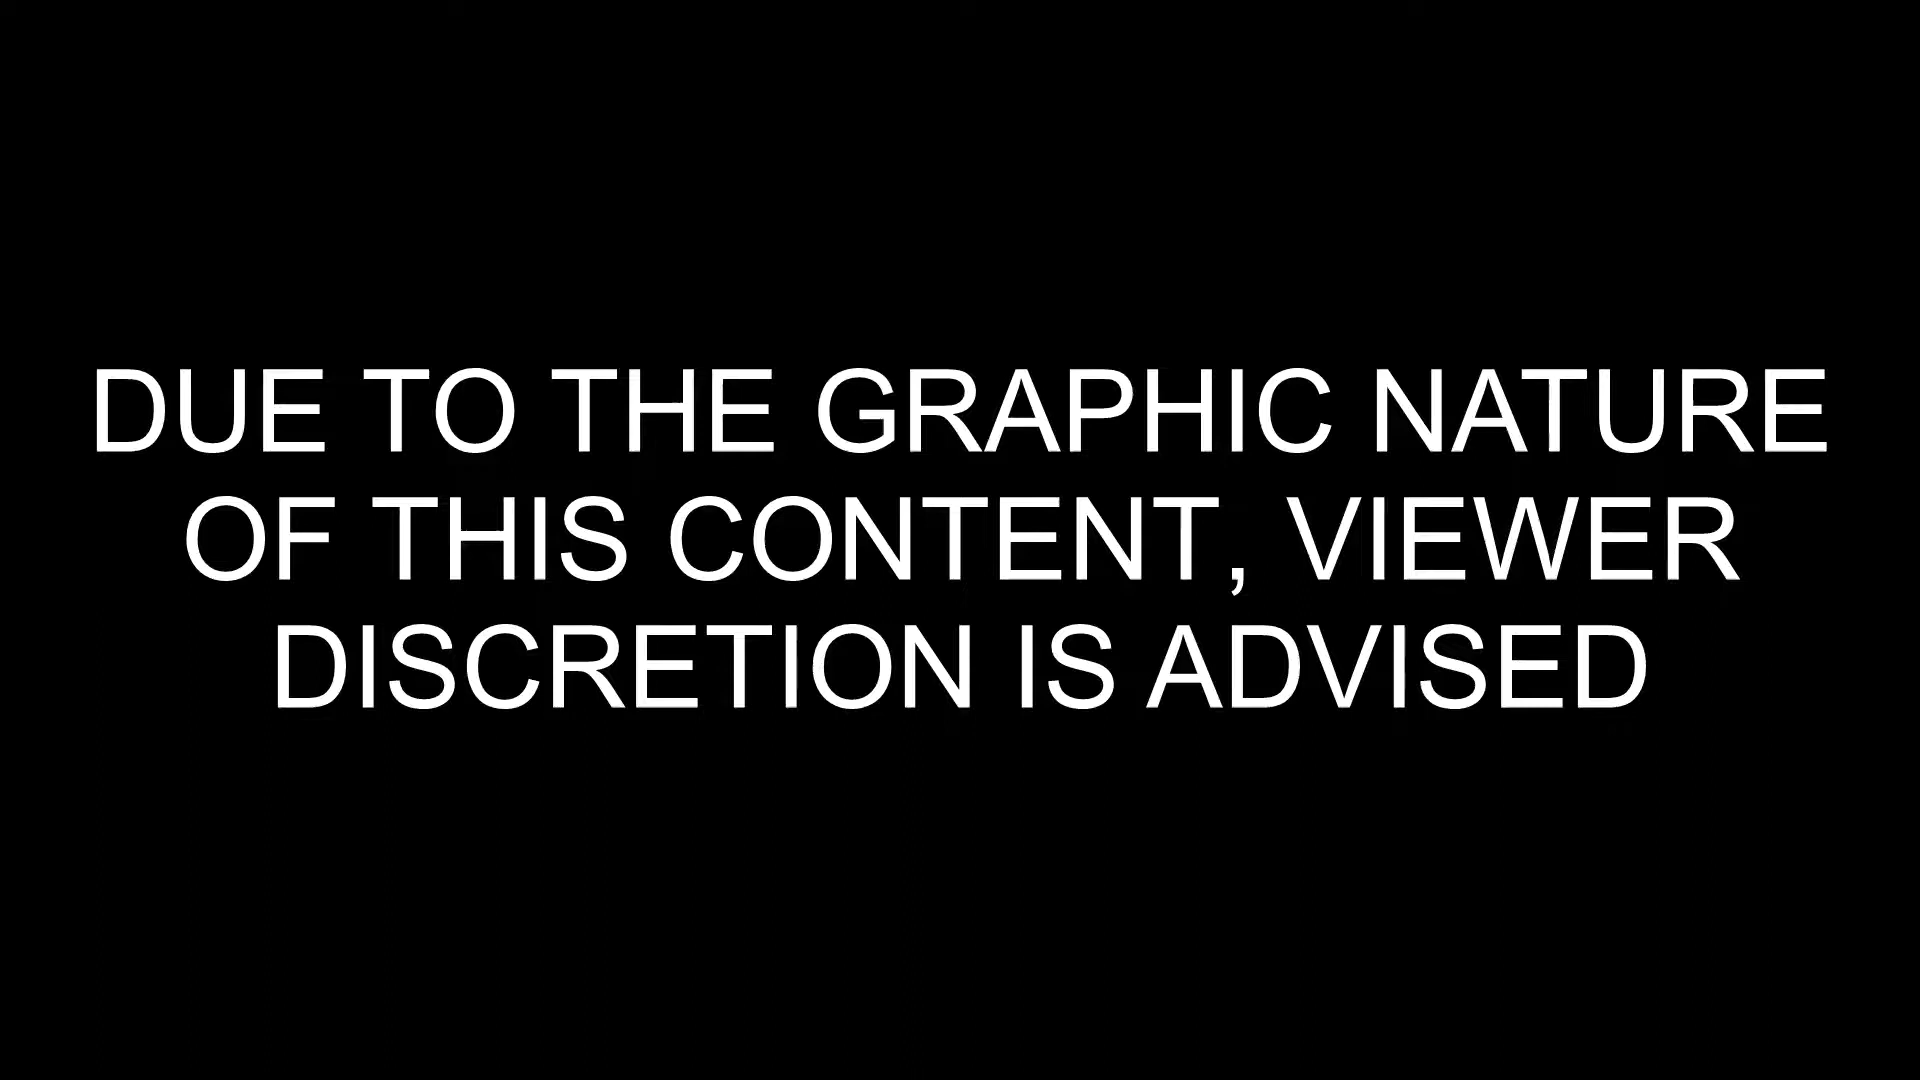 DUE TO THE GRAPHIC NATURE
OF THIS CONTENT, VIEWER
DISCRETION IS ADVISED